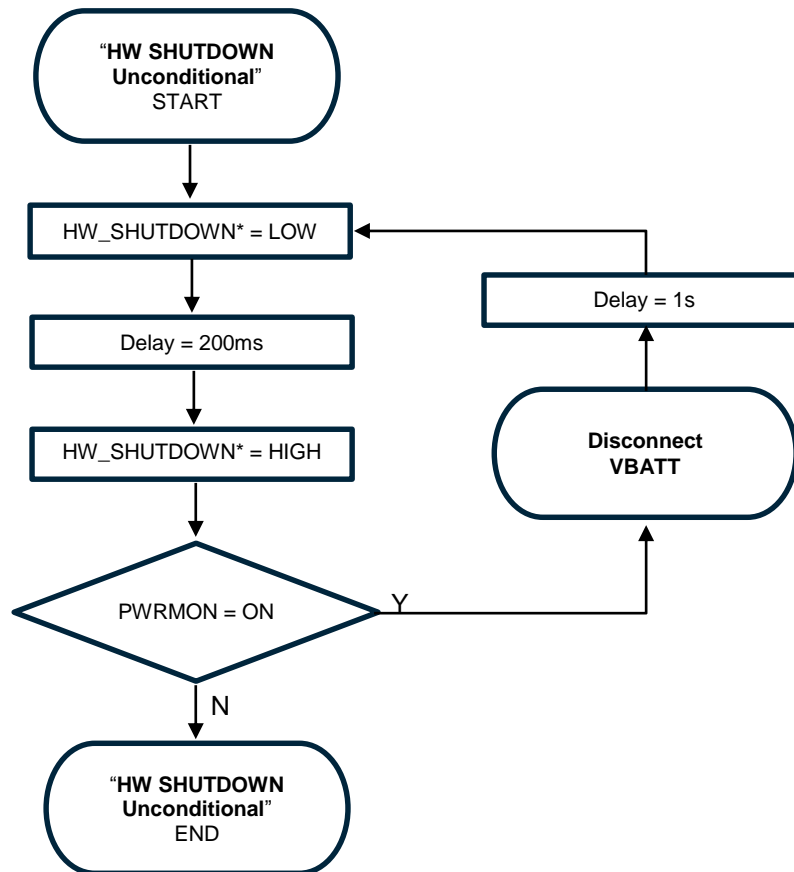 “HW SHUTDOWN
Unconditional”
START
HW_SHUTDOWN* = LOW
Delay = 1s
Delay = 200ms
Disconnect
VBATT
HW_SHUTDOWN* = HIGH
PWRMON = ON
Y
N
“HW SHUTDOWN
Unconditional”
END